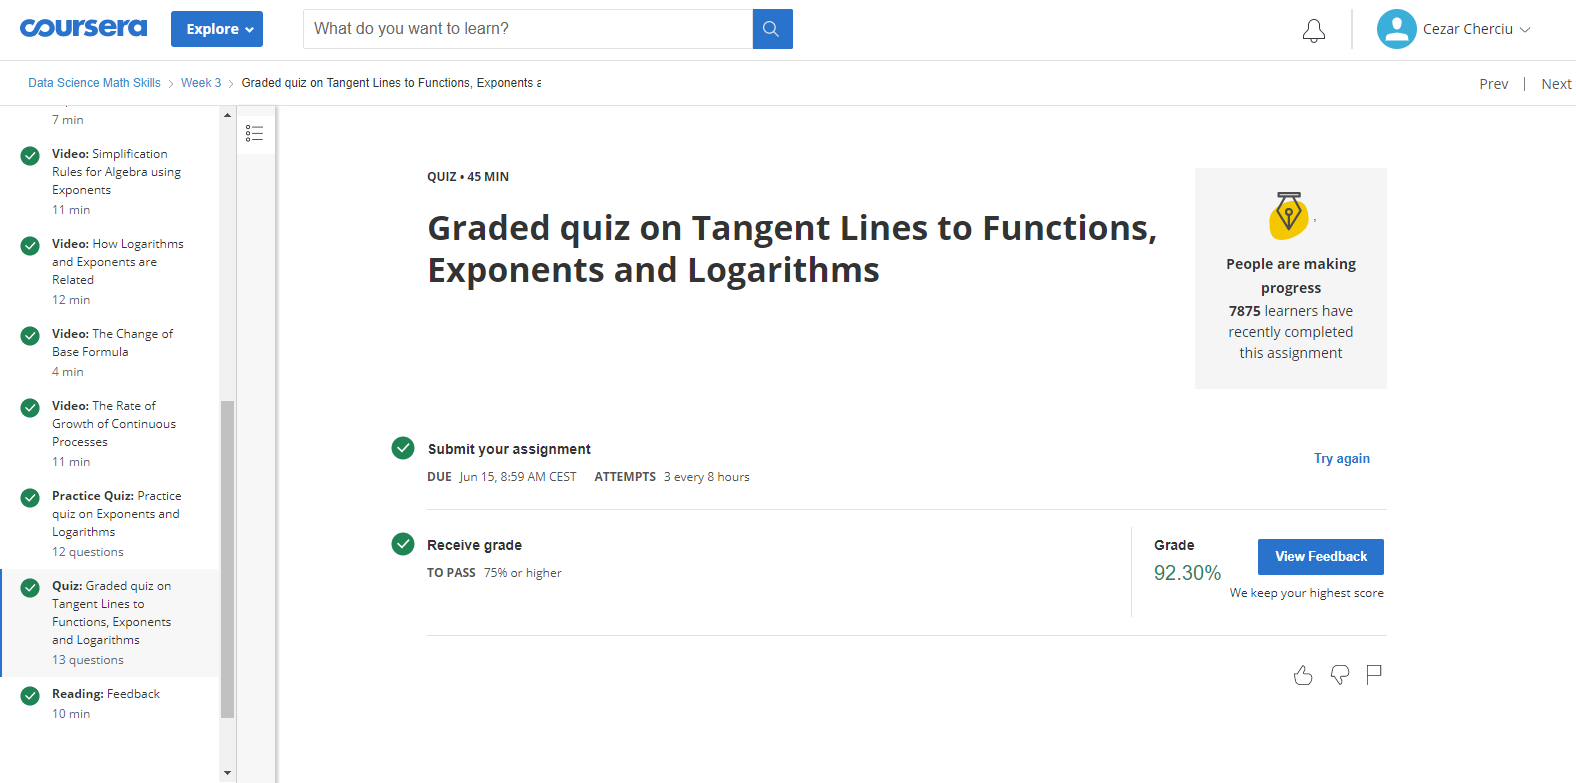 coursera
Explore
What do you want to learn?
Cezar Cherciu
Data Science Math Skills
Week 3
Graded quiz on Tangent Lines to Functions, Exponents
Prev
Next
7 min
Video: Simplification
Rules for Algebra using
Exponents
11 min
Video: How Logarithms
and Exponents are
Related
12 min
Video: The Change of
Base Formula
4 min
Video: The Rate of
Growth of Continuous
Processes
11 min
Practice Quiz: Practice
quiz on Exponents and
Logarithms
12 questions
Quiz: Graded quiz on
Tangent Lines to
Functions, Exponents
and Logarithms
13 questions
Reading: Feedback
10 min
QUIZ • 45 MIN
Graded quiz on Tangent Lines to Functions,
Exponents and Logarithms
People are making
progress
7875 learners have
recently completed
this assignment
Submit your assignment
DUE Jun 15, 8:59 AM CEST ATTEMPTS 3 every 8 hours
Try again
Receive grade
TO PASS 75% or higher
Grade
92.30%
View Feedback
We keep your highest score